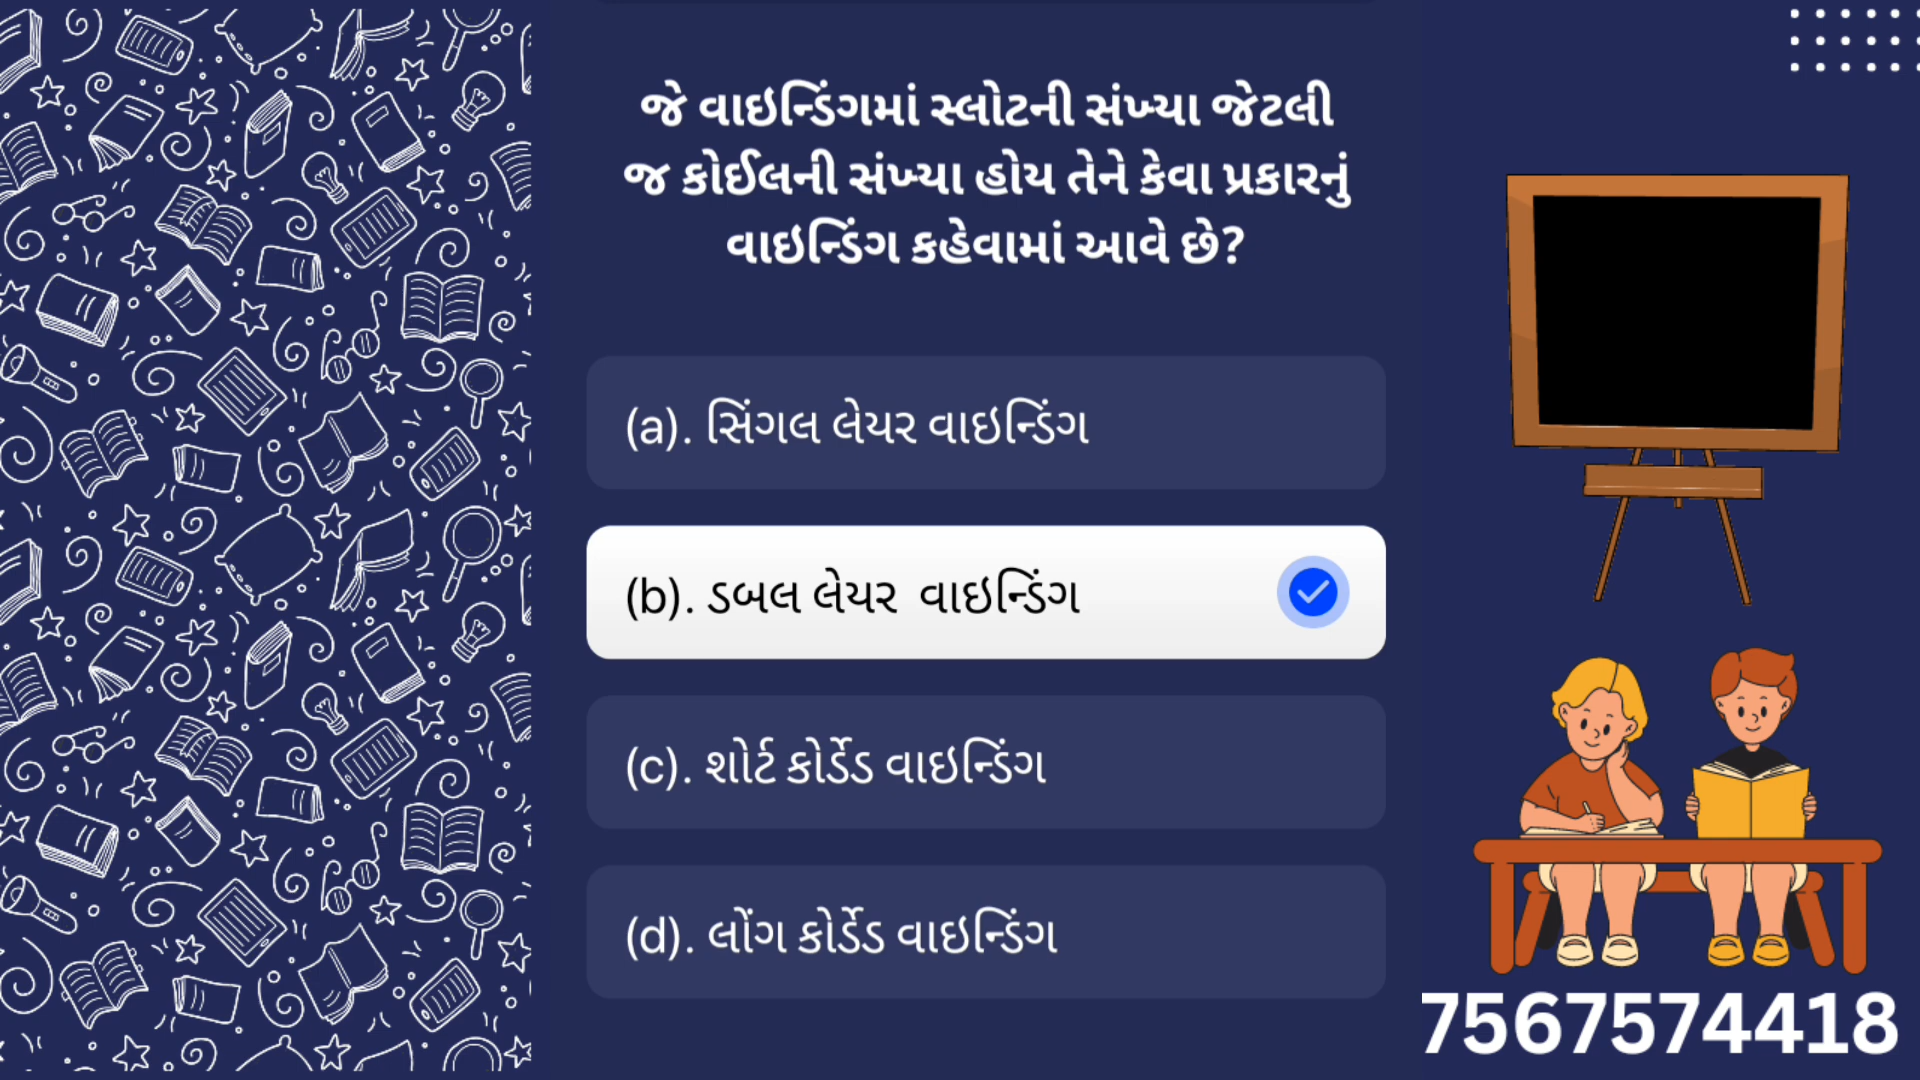 જે વાઇન્ડિંગમાં સ્લોટની સંખ્યા જેટલી
જ કોઈલની સંખ્યા હોય તેને કેવા પ્રકારનું
વાઇન્ડિંગ કહેવામાં આવે છે?
(a). સિંગલ લેયર વાઇન્ડિંગ
(b). ડબલ લેયર વાઇન્ડિંગ
(c). શોર્ટ કોર્ડેડ વાઇન્ડિંગ
(d). લોંગ કોર્ડેડ વાઇન્ડિંગ
7567574418